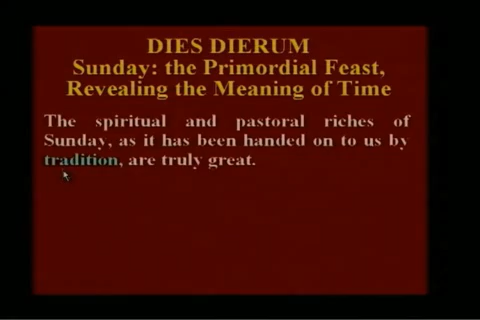 DIES DIERUM
Sunday: the Primordial Feast,
Revealing the Meaning of Time
The spiritual and pastoral riches of
Sunday, as it has been handed on to us by
tradition, are truly great.